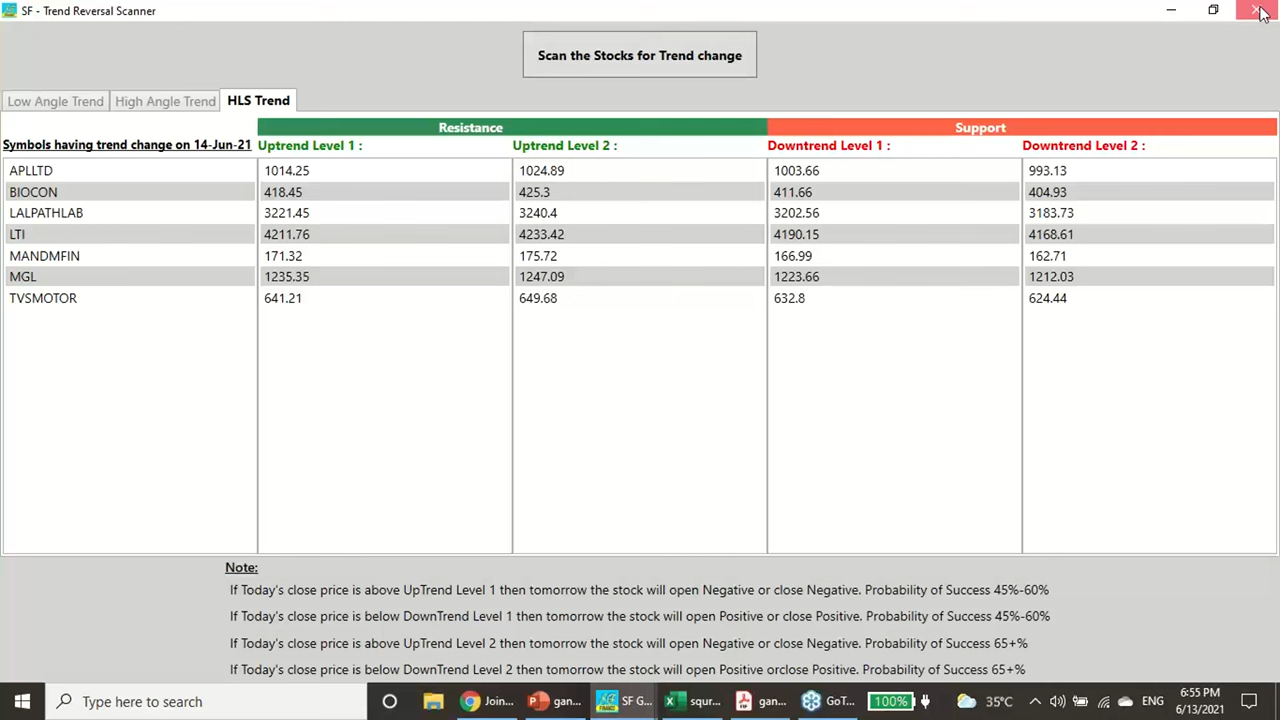 SF - Trend Reversal Scanner
Scan the Stocks for Trend change
Low Angle Trend High Angle Trend HLS Trend
Resistance Support
Symbols having trend change on 14-Jun-21 Uptrend Level 1 : Uptrend Level 2 : Downtrend Level 1 : Downtrend Level 2 :
APLLTD 1014.25 1024.89 1003.66 993.13
BIOCON 418.45 425.3 411.66 404.93
LALPATHLAB 3221.45 3240.4 3202.56 3183.73
LTI 4211.76 4233.42 4190.15 4168.61
MANDMFIN 171.32 175.72 166.99 162.71
MGL 1235.35 1247.09 1223.66 1212.03
TVSMOTOR 641.21 649.68 632.8 624.44
Note:
If Today's close price is above UpTrend Level 1 then tomorrow the stock will open Negative or close Negative. Probability of Success 45%-60%
If Today's close price is below DownTrend Level 1 then tomorrow the stock will open Positive or close Positive. Probability of Success 45%-60%
If Today's close price is above UpTrend Level 2 then tomorrow the stock will open Negative or close Negative. Probability of Success 65+%
If Today's close price is below DownTrend Level 2 then tomorrow the stock will open Positive orclose Positive. Probability of Success 65+%
Type here to search Join... gan... SF G... squr... gan... GoT... 100% 35°C ENG 6:55 PM
6/13/2021